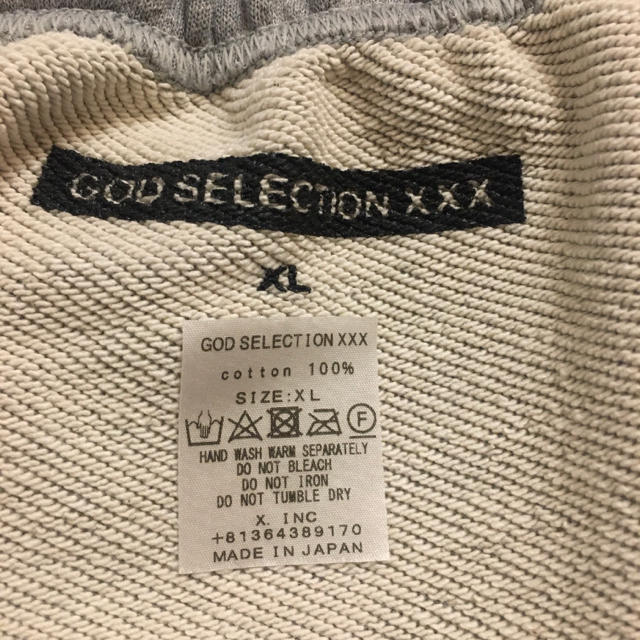 GOD SELECTION XXX
XL
GOD SELECTION XXX
cotton 100%
SIZE:XL
F
HAND WASH WARM SEPARATELY
DO NOT BLEACH
DO NOT IRON
DO NOT TUMBLE DRY
X. INC
+81364389170
MADE IN JAPAN